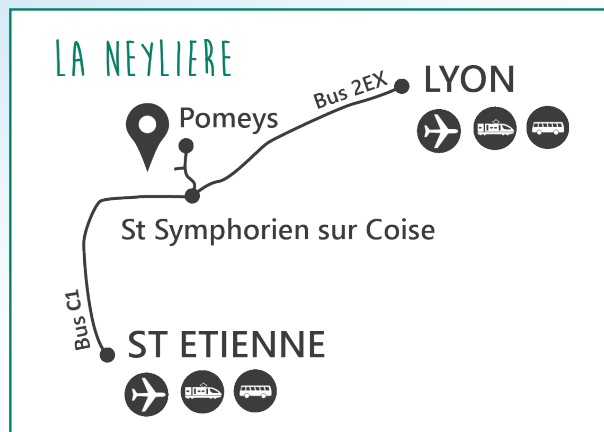 LA NEYLIERE
LYON
Bus 2EX
Pomeys
St Symphorien sur Coise
Bus C1
ST ETIENNE